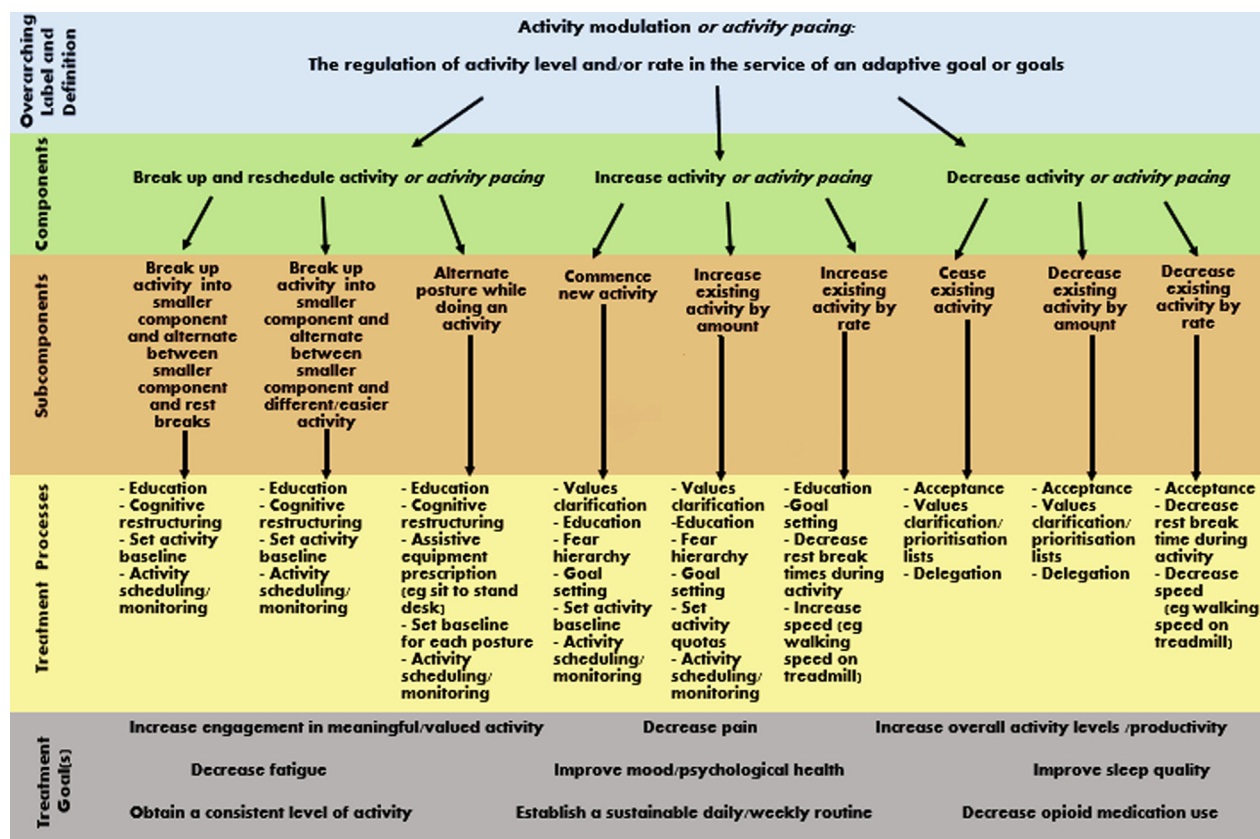 Overarching
Label and
Definition
Activity modulation or activity pacing:
The regulation of activity level and/or rate in the service of an adaptive goal or goals
Components
Break up and reschedule activity or activity pacing
Increase activity or activity pacing
Decrease activity or activity pacing
Subcomponents
Break up
activity into
smaller
component
and alternate
between
smaller
component
and rest
breaks
Break up
activity into
smaller
component and
alternate
between
smaller
component and
different/easier
activity
Alternate
posture while
doing an
activity
Commence
new activity
Increase
existing
activity by
amount
Increase
existing
activity by
rate
Cease
existing
activity
Decrease
existing
activity by
amount
Decrease
existing
activity by
rate
Treatment Processes
- Education
- Cognitive
restructuring
- Set activity
baseline
- Activity
scheduling/
monitoring
- Education
- Cognitive
restructuring
- Set activity
baseline
- Activity
scheduling/
monitoring
- Education
- Cognitive
restructuring
- Assistive
equipment
prescription
(eg sit to stand
desk)
- Set baseline
for each posture
- Activity
scheduling/
monitoring
- Values
clarification
- Education
- Fear
hierarchy
- Goal
setting
- Set activity
baseline
- Activity
scheduling/
monitoring
- Values
clarification
-Education
- Fear
hierarchy
- Goal
setting
- Set
activity
quotas
- Activity
scheduling/
monitoring
- Education
-Goal
setting
- Decrease
rest break
times during
activity
- Increase
speed (eg
walking
speed on
treadmill)
- Acceptance
- Values
clarification/
prioritisation
lists
- Delegation
- Acceptance
- Values
clarification/
prioritisation
lists
- Delegation
- Acceptance
- Decrease
rest break
time during
activity
- Decrease
speed
(eg walking
speed on
treadmill)
Treatment
Goal(s)
Increase engagement in meaningful/valued activity
Decrease pain
Increase overall activity levels /productivity
Decrease fatigue
Improve mood/psychological health
Improve sleep quality
Obtain a consistent level of activity
Establish a sustainable daily/weekly routine
Decrease opioid medication use